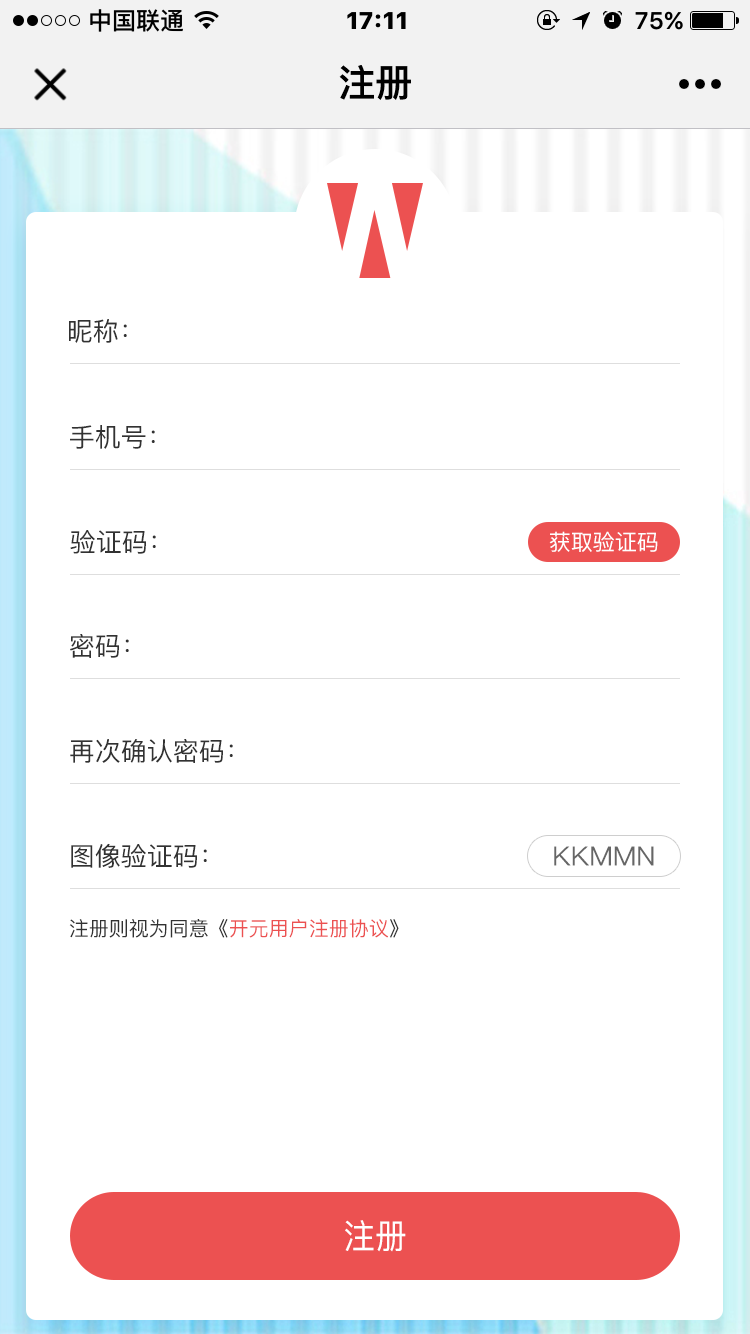 中国联通 17:11 75%
注册
昵称：
手机号：
验证码： 获取验证码
密码：
再次确认密码：
图像验证码： KKMMN
注册则视为同意《开元用户注册协议》
注册